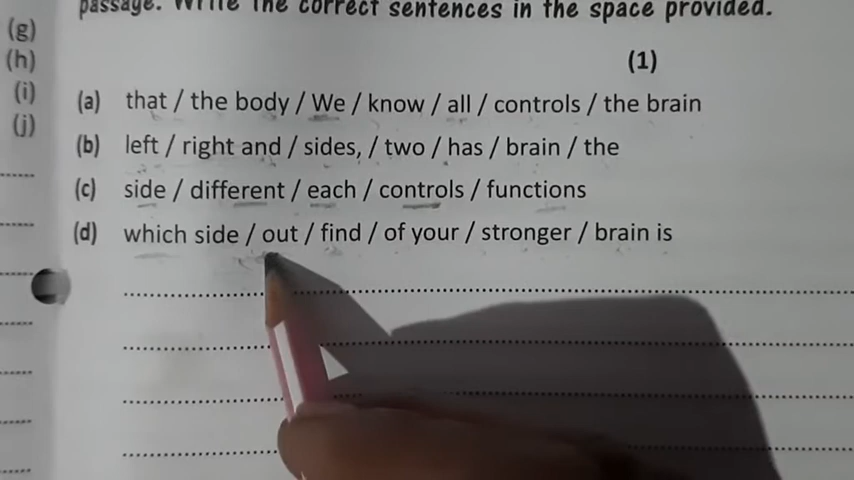 passage. Write the correct sentences in the space provided.
(g)
(h)
(i)
(j)
(1)
(a) that / the body / We / know / all / controls / the brain
(b) left / right and / sides, / two / has / brain / the
(c) side / different / each / controls / functions
(d) which side / out / find / of your / stronger / brain is